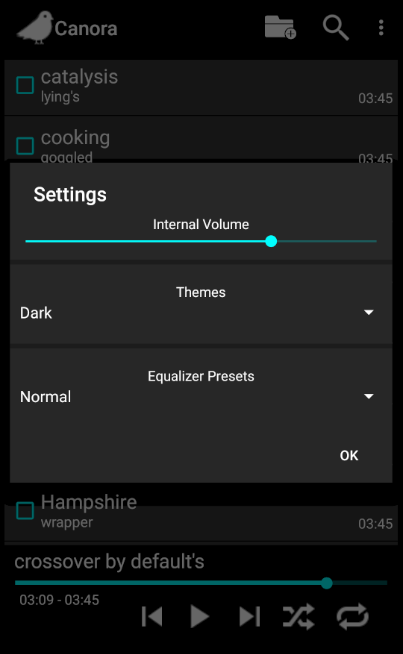 Canora
catalysis
lying's
03:45
cooking
goggled
03:45
Settings
Internal Volume
Themes
Dark
Equalizer Presets
Normal
OK
Hampshire
wrapper
03:45
crossover by default's
03:09 - 03:45